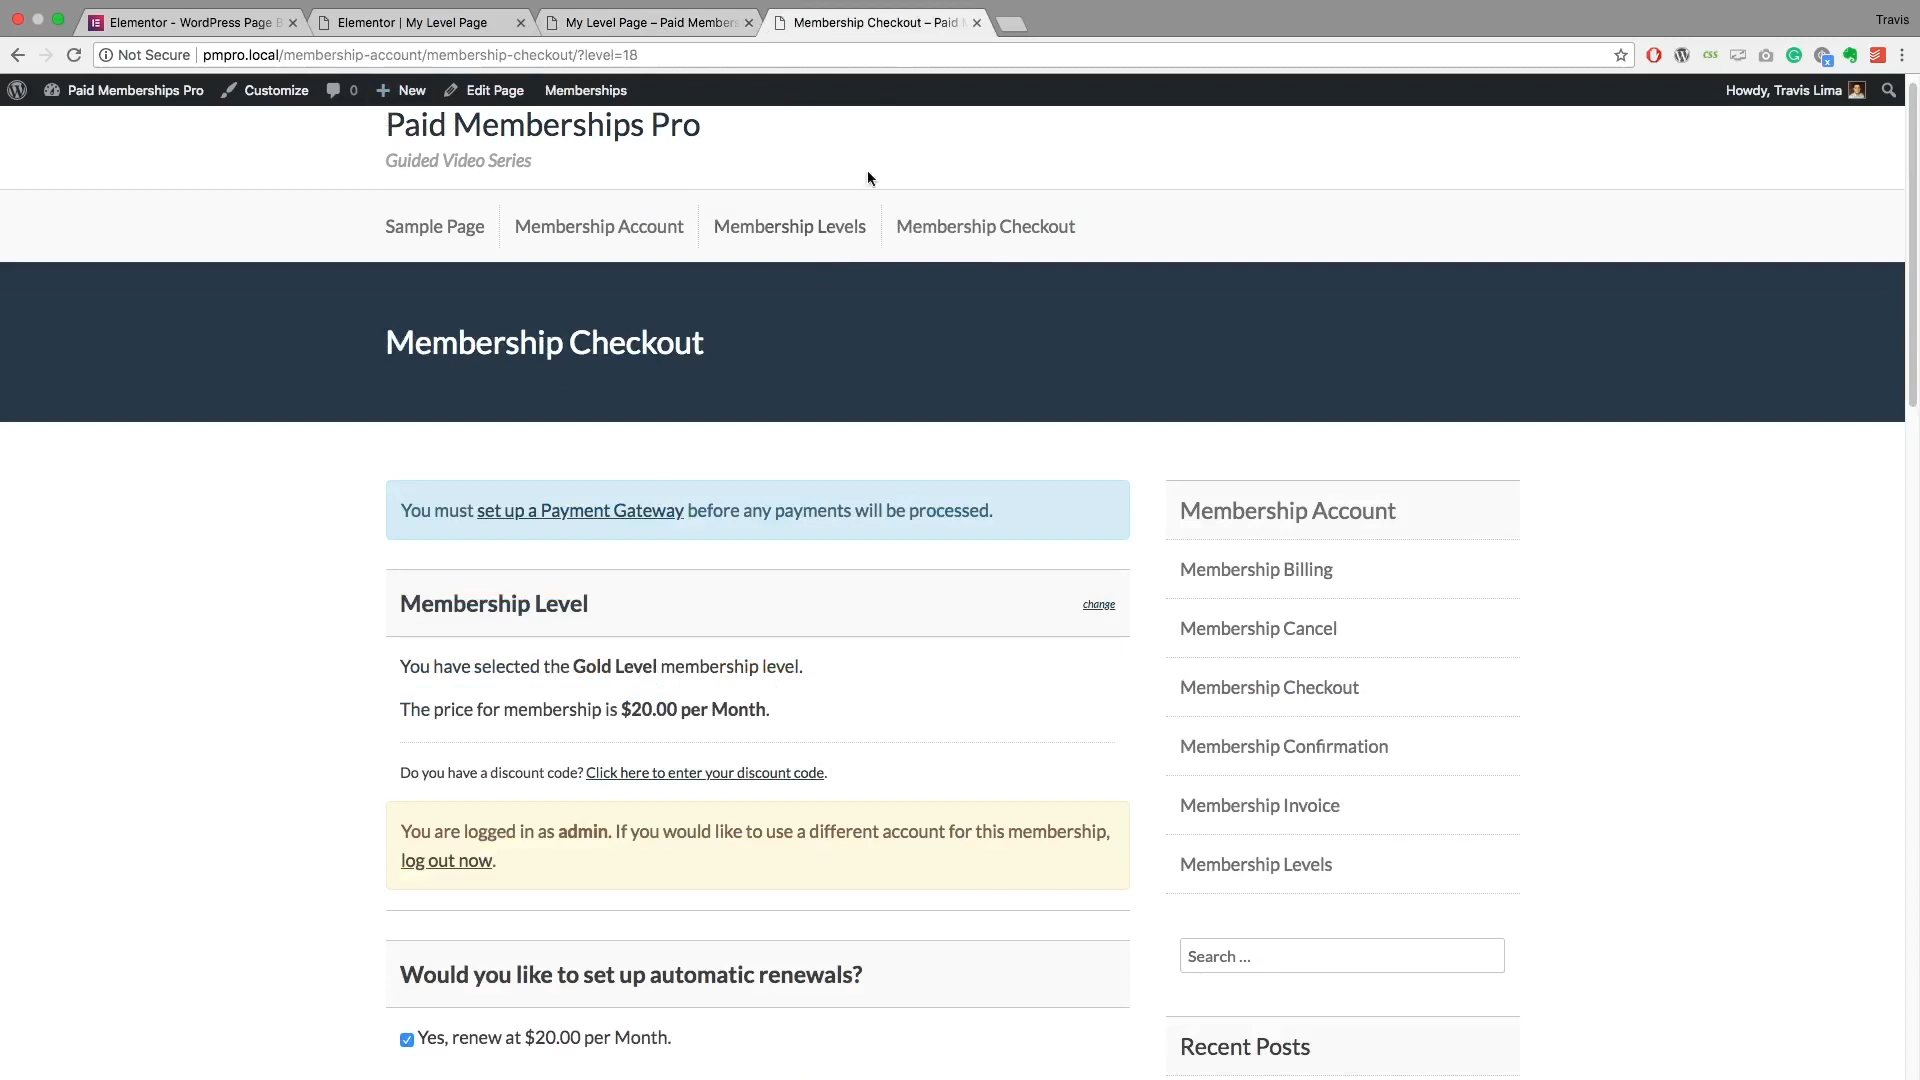 Travis
Elementor - WordPress Page B
Elementor | My Level Page
My Level Page – Paid Members
Membership Checkout – Paid M
Not Secure
pmpro.local/membership-account/membership-checkout/?level=18
css
Paid Memberships Pro
Customize
0
New
Edit Page
Memberships
Howdy, Travis Lima
Paid Memberships Pro
Guided Video Series
Sample Page
Membership Account
Membership Levels
Membership Checkout
Membership Checkout
You must set up a Payment Gateway before any payments will be processed.
Membership Level
change
You have selected the Gold Level membership level.
The price for membership is $20.00 per Month.
Do you have a discount code? Click here to enter your discount code.
You are logged in as admin. If you would like to use a different account for this membership,
log out now.
Would you like to set up automatic renewals?
Yes, renew at $20.00 per Month.
Membership Account
Membership Billing
Membership Cancel
Membership Checkout
Membership Confirmation
Membership Invoice
Membership Levels
Search ...
Recent Posts